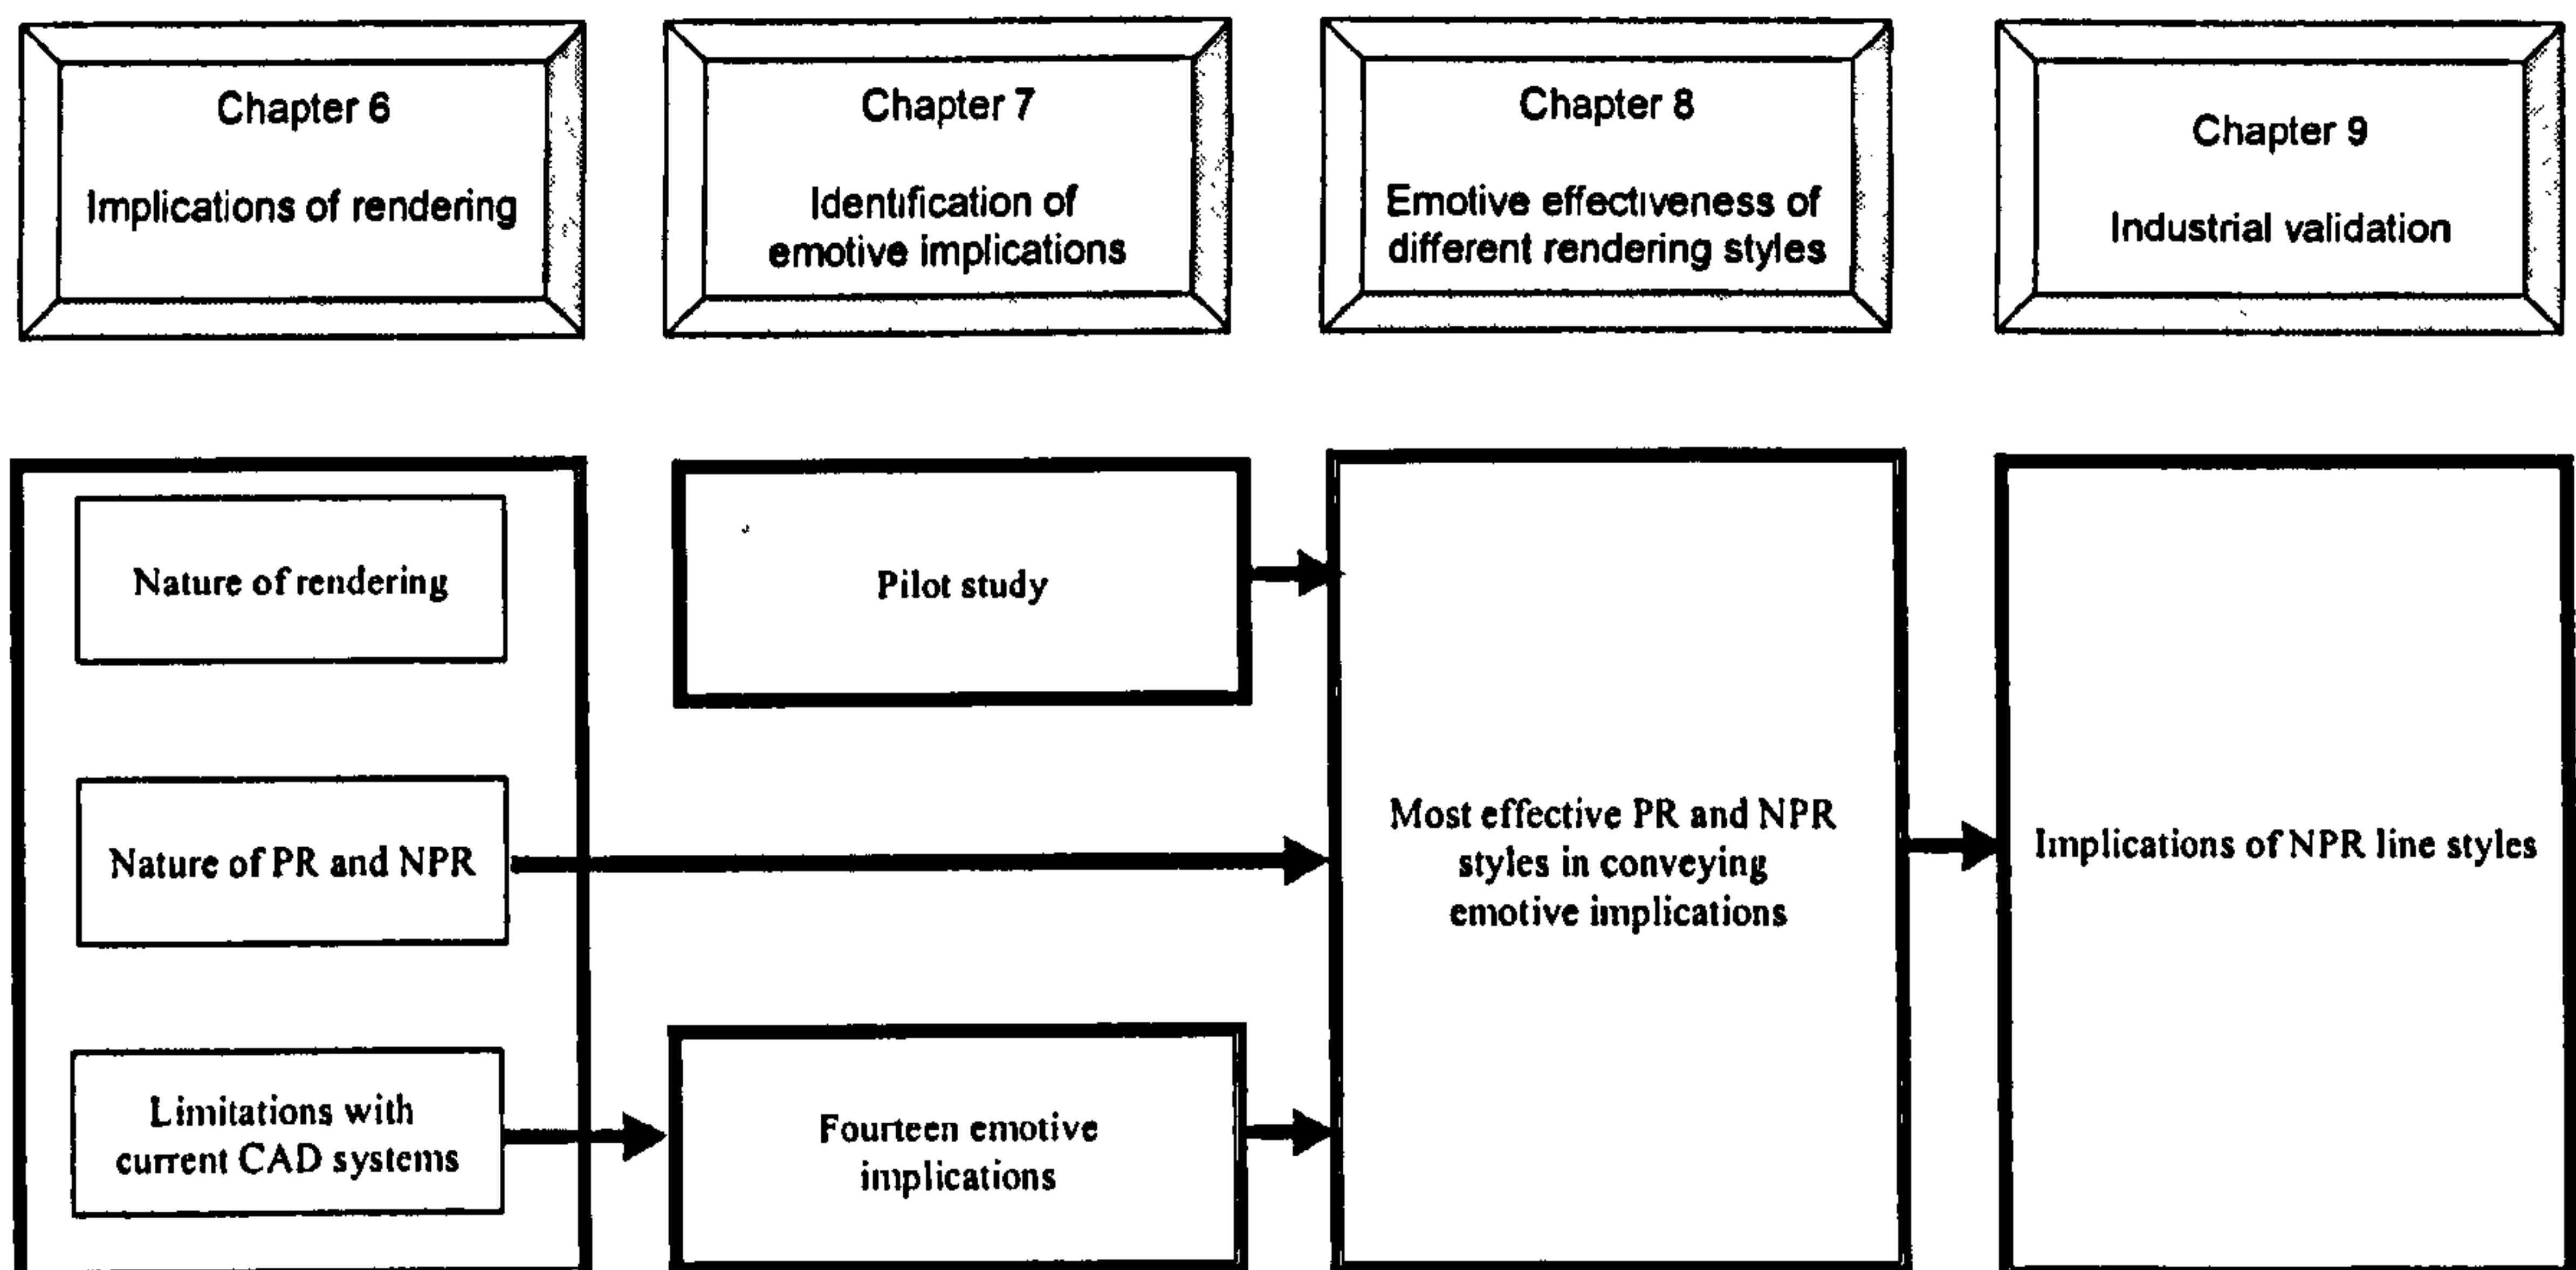 Chapter 6
Implications of rendering
Chapter 7
Identification of
emotive implications
Chapter 8
Emotive effectiveness of
different rendering styles
Chapter 9
Industrial validation
Nature of rendering
Nature of PR and NPR
Limitations with
current CAD systems
Pilot study
Fourteen emotive
implications
Most effective PR and NPR
styles in conveying
emotive implications
Implications of NPR line styles